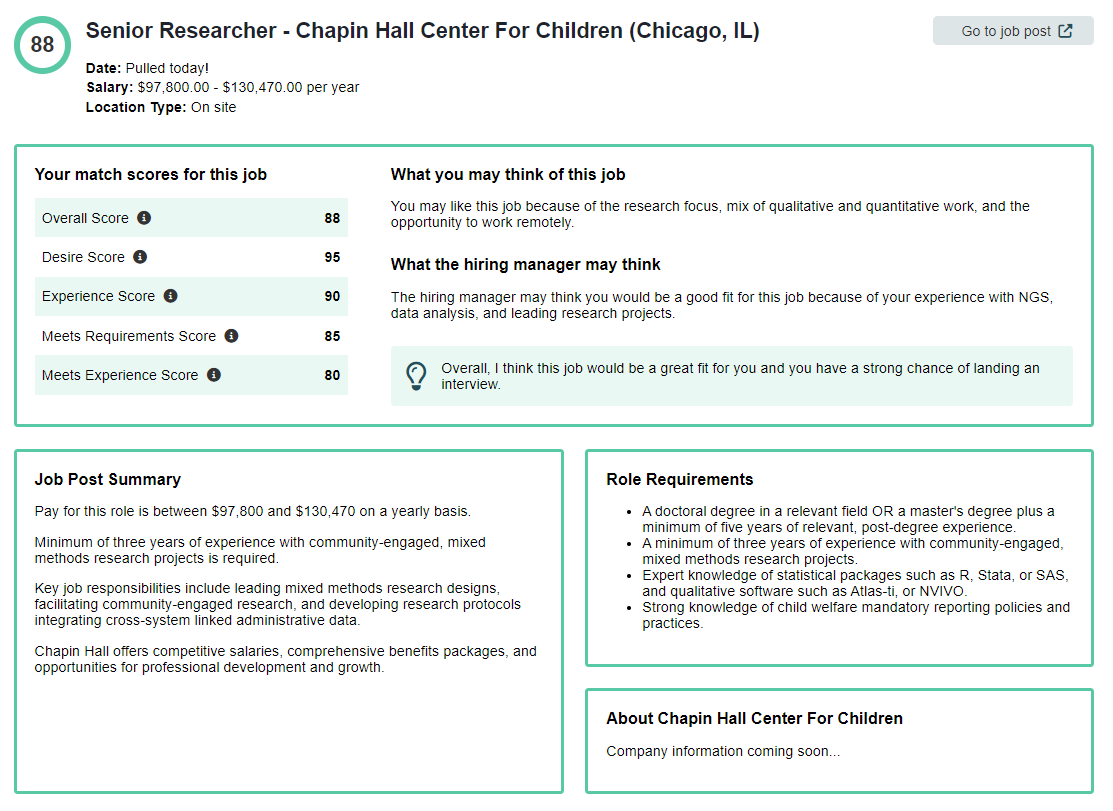 88
Senior Researcher - Chapin Hall Center For Children (Chicago, IL)
Go to job post
Date: Pulled today!
Salary: $97,800.00 - $130,470.00 per year
Location Type: On site
Your match scores for this job
Overall Score 88
Desire Score 95
Experience Score 90
Meets Requirements Score 85
Meets Experience Score 80
What you may think of this job
You may like this job because of the research focus, mix of qualitative and quantitative work, and the
opportunity to work remotely.
What the hiring manager may think
The hiring manager may think you would be a good fit for this job because of your experience with NGS,
data analysis, and leading research projects.
Overall, I think this job would be a great fit for you and you have a strong chance of landing an
interview.
Job Post Summary
Pay for this role is between $97,800 and $130,470 on a yearly basis.
Minimum of three years of experience with community-engaged, mixed
methods research projects is required.
Key job responsibilities include leading mixed methods research designs,
facilitating community-engaged research, and developing research protocols
integrating cross-system linked administrative data.
Chapin Hall offers competitive salaries, comprehensive benefits packages, and
opportunities for professional development and growth.
Role Requirements
• A doctoral degree in a relevant field OR a master's degree plus a
minimum of five years of relevant, post-degree experience.
• A minimum of three years of experience with community-engaged,
mixed methods research projects.
• Expert knowledge of statistical packages such as R, Stata, or SAS,
and qualitative software such as Atlas-ti, or NVIVO.
• Strong knowledge of child welfare mandatory reporting policies and
practices.
About Chapin Hall Center For Children
Company information coming soon...